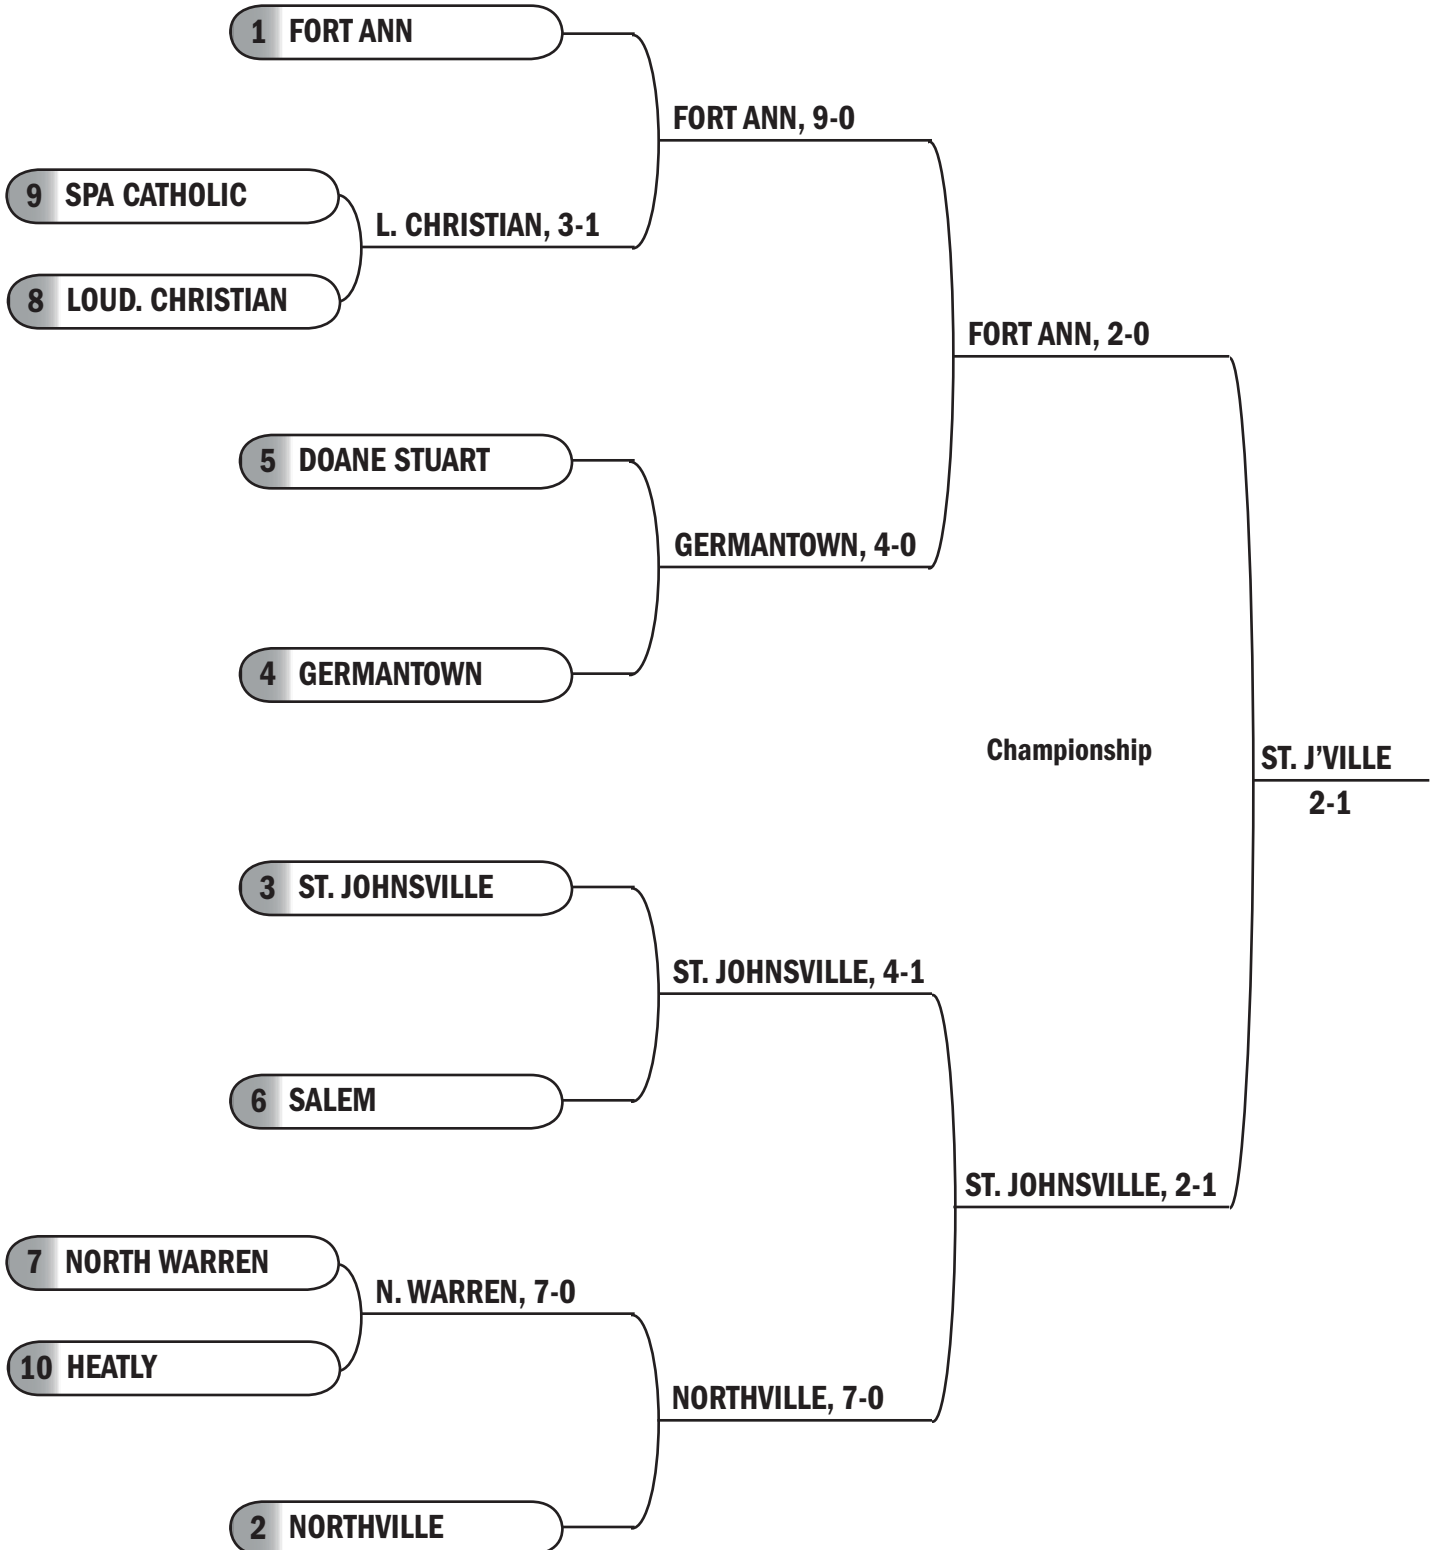 1 FORT ANN
FORT ANN, 9-0
9 SPA CATHOLIC
L. CHRISTIAN, 3-1
8 LOUD. CHRISTIAN
FORT ANN, 2-0
5 DOANE STUART
GERMANTOWN, 4-0
4 GERMANTOWN
Championship
ST. J’VILLE
2-1
3 ST. JOHNSVILLE
ST. JOHNSVILLE, 4-1
6 SALEM
ST. JOHNSVILLE, 2-1
7 NORTH WARREN
N. WARREN, 7-0
10 HEATLY
NORTHVILLE, 7-0
2 NORTHVILLE